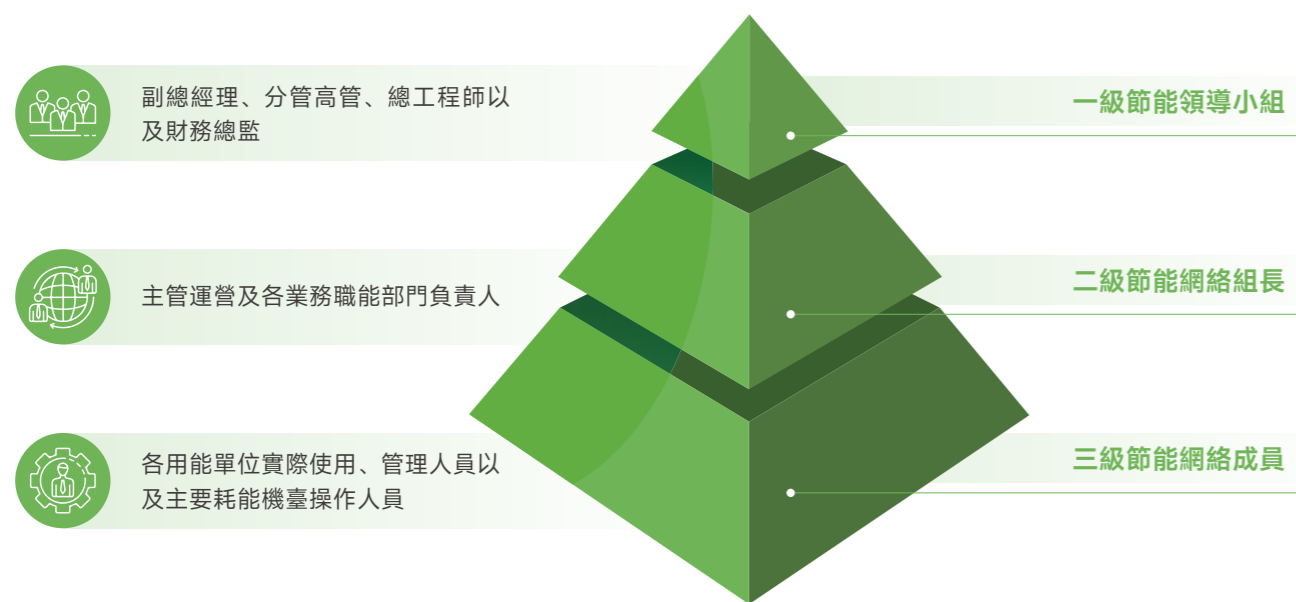 副總經理、分管高管、總工程師以
及財務總監
一級節能領導小組
主管運營及各業務職能部門負責人
二級節能網絡組長
各用能單位實際使用、管理人員以
及主要耗能機臺操作人員
三級節能網絡成員